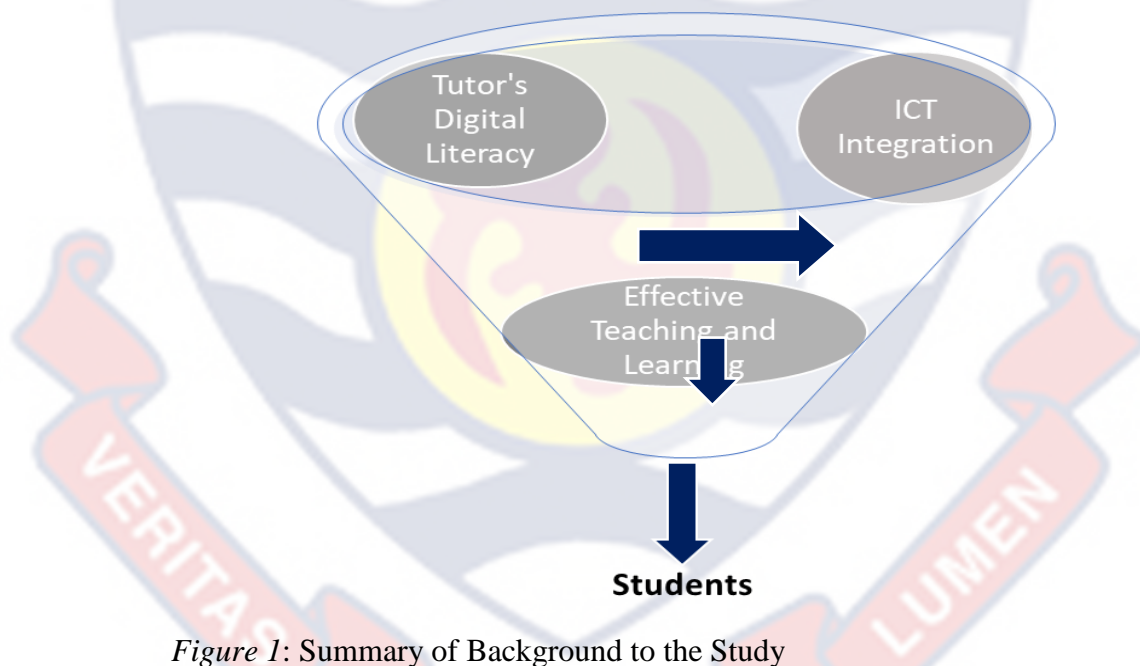 Tutor's
Digital
Literacy
ICT
Integration
Effective
Teaching and
Learning
Students
VERITAS
LUMEN
Figure 1: Summary of Background to the Study